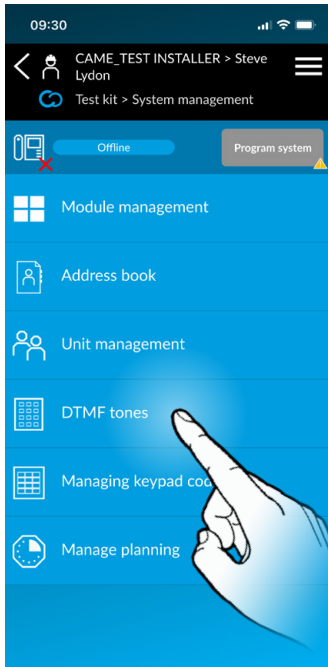 09:30
CAME_TEST INSTALLER > Steve
Lydon
Test kit > System management
Offline
Program system
Module management
Address book
Unit management
DTMF tones
Managing keypad cod
Manage planning